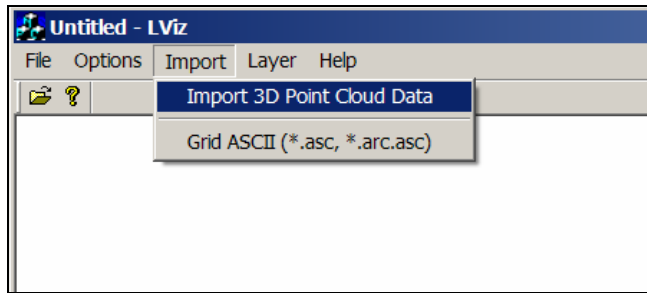 Untitled - LViz
File Options Import Layer Help
Import 3D Point Cloud Data
Grid ASCII (*.asc, *.arc.asc)